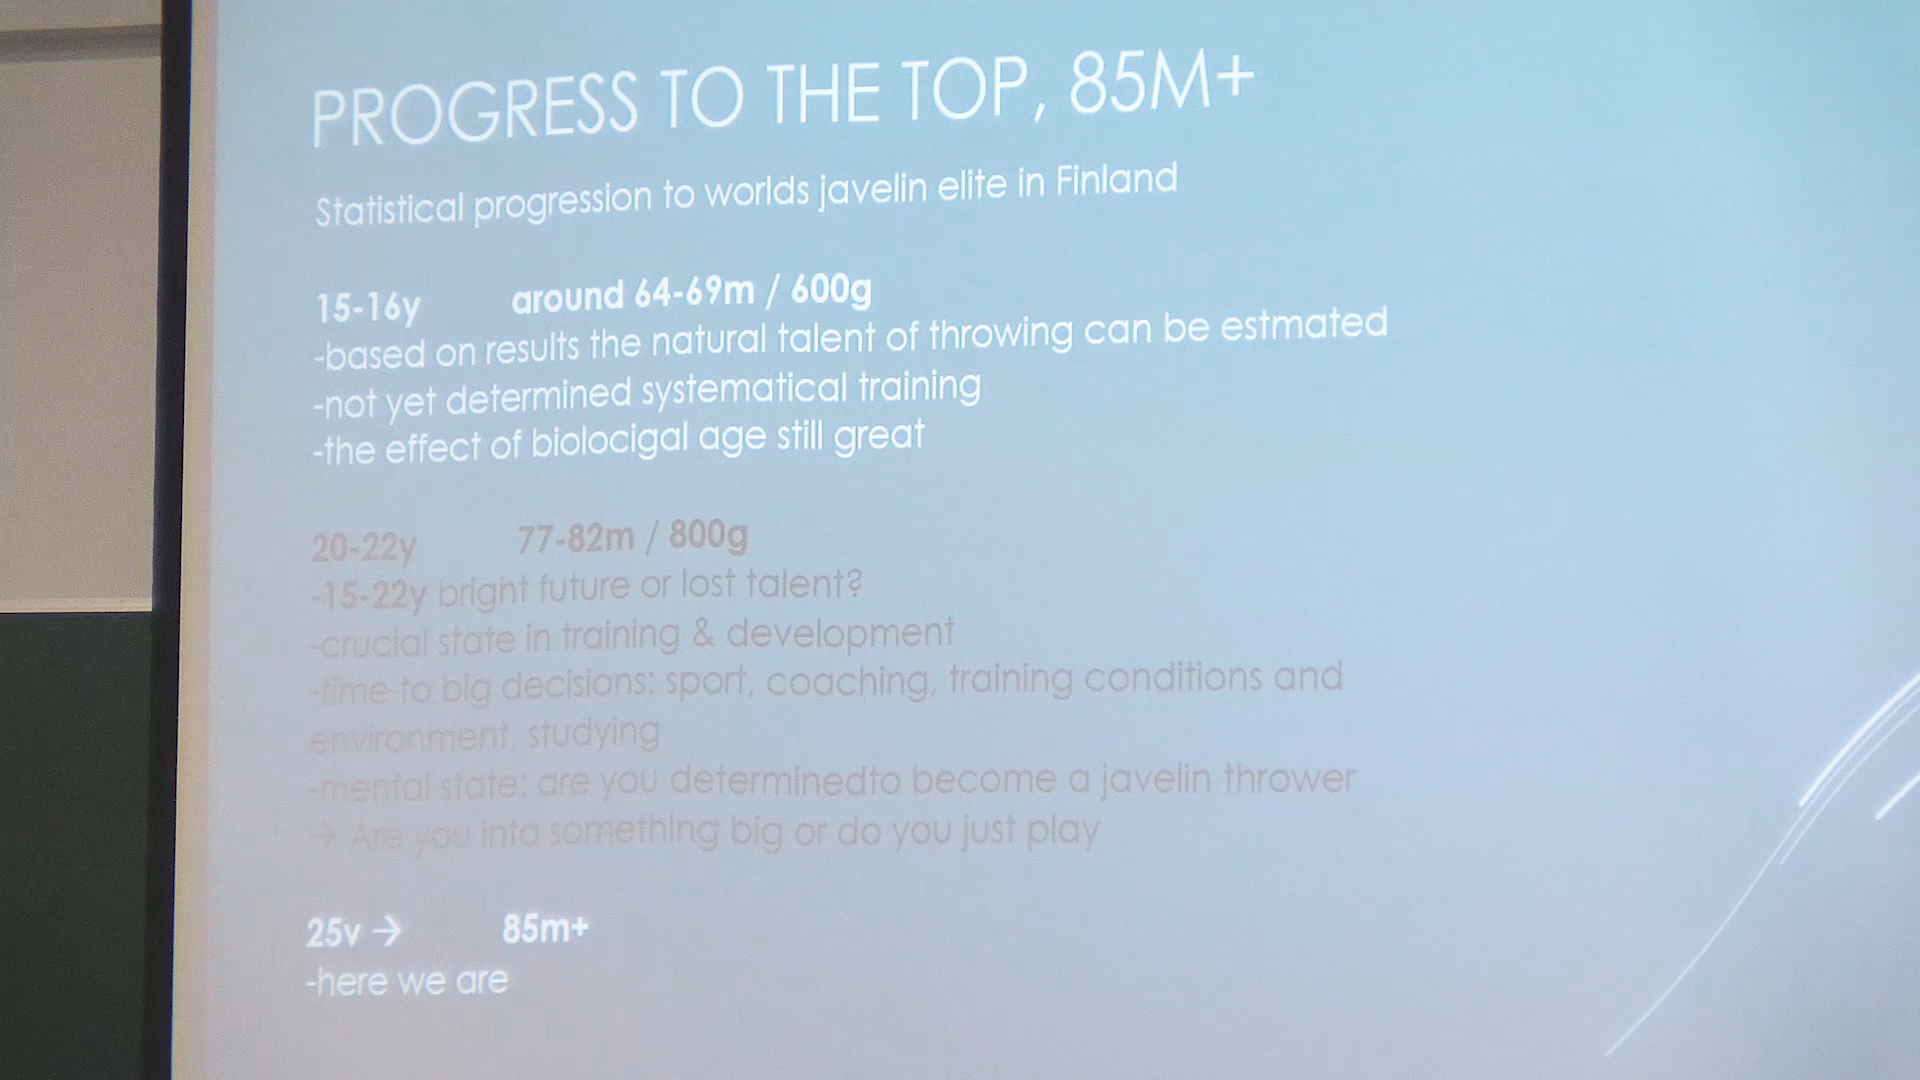 PROGRESS TO THE TOP, 85M+
Statistical progression to worlds javelin elite in Finland
15-16y around 64-69m / 600g
-based on results the natural talent of throwing can be estmated
-not yet determined systematical training
-the effect of biolocigal age still great
20-22y 77-82m / 800g
-15-22y bright future or lost talent?
-crucial state in training & development
-time to big decisions: sport, coaching, training conditions and
environment, studying
-mental state: are you determinedto become a javelin thrower
→ Are you into something big or do you just play
25v → 85m+
-here we are